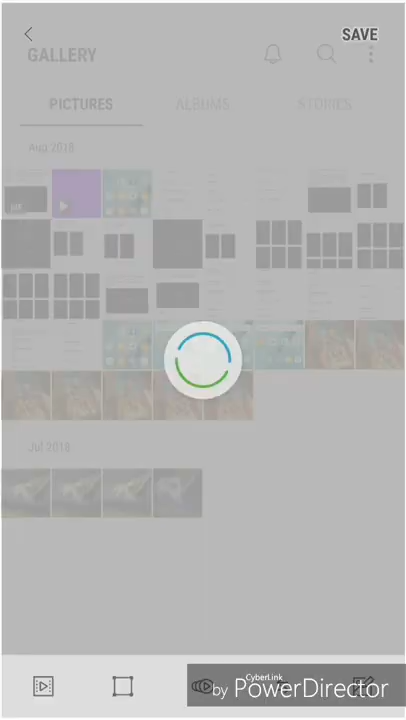 SAVE
GALLERY
PICTURES ALBUMS STORIES
Aug 2018
Jul 2018
CyberLink
by PowerDirector